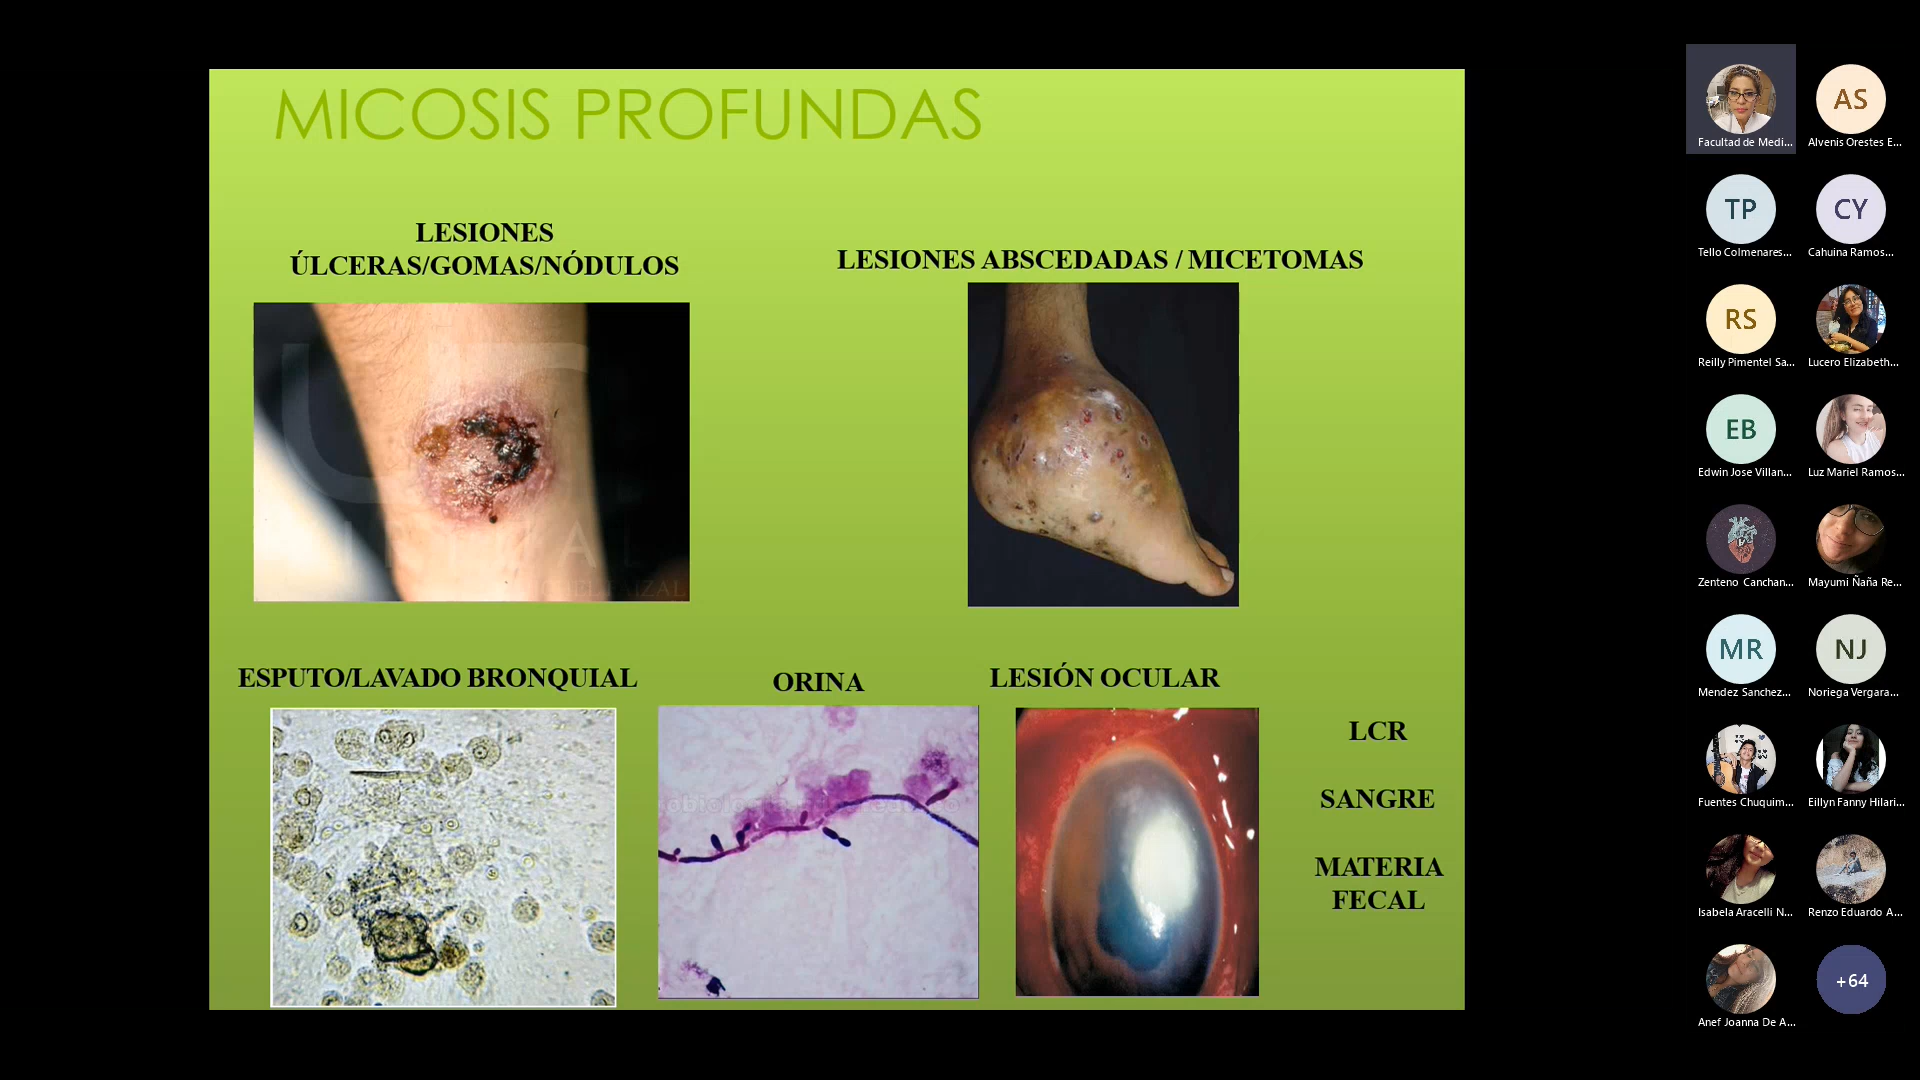 MICOSIS PROFUNDAS
LESIONES
ÚLCERAS/GOMAS/NÓDULOS
LESIONES ABSCEDADAS / MICETOMAS
ESPUTO/LAVADO BRONQUIAL
ORINA
LESIÓN OCULAR
LCR
SANGRE
MATERIA
FECAL
Facultad de Medi...
AS
Alvenis Orestes E...
TP
Tello Colmenares...
CY
Cahuina Ramos...
RS
Reilly Pimentel Sa...
Lucero Elizabeth...
EB
Edwin Jose Villan...
Luz Mariel Ramos...
Zenteno Canchan...
Mayumi Ñaña Re...
MR
Mendez Sanchez...
NJ
Noriega Vergara...
Fuentes Chuquim...
Eillyn Fanny Hilari...
Isabela Aracelli N...
Renzo Eduardo A...
Anef Joanna De A...
+64